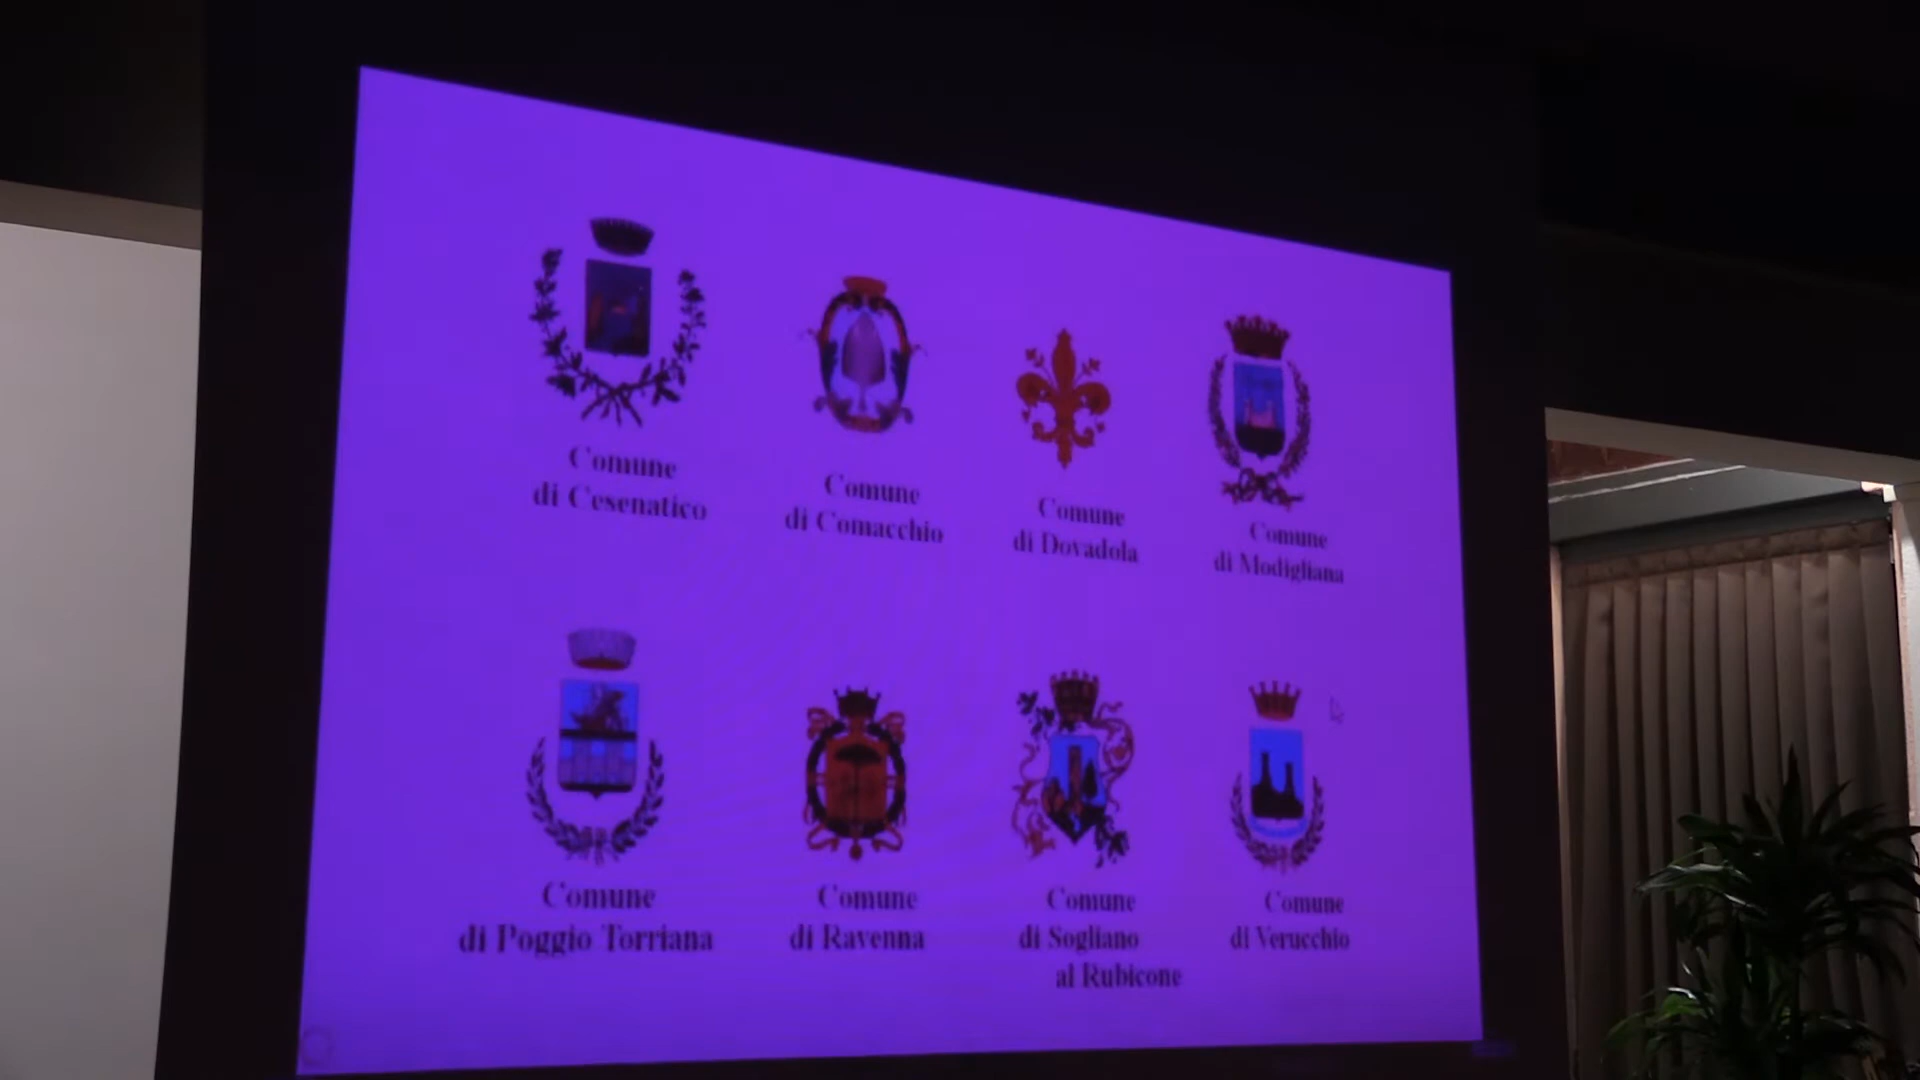 Comune
di Cesenatico
Comune
di Comacchio
Comune
di Dovadola
Comune
di Modigliana
Comune
di Poggio Torriana
Comune
di Ravenna
Comune
di Sogliano
al Rubicone
Comune
di Verucchio